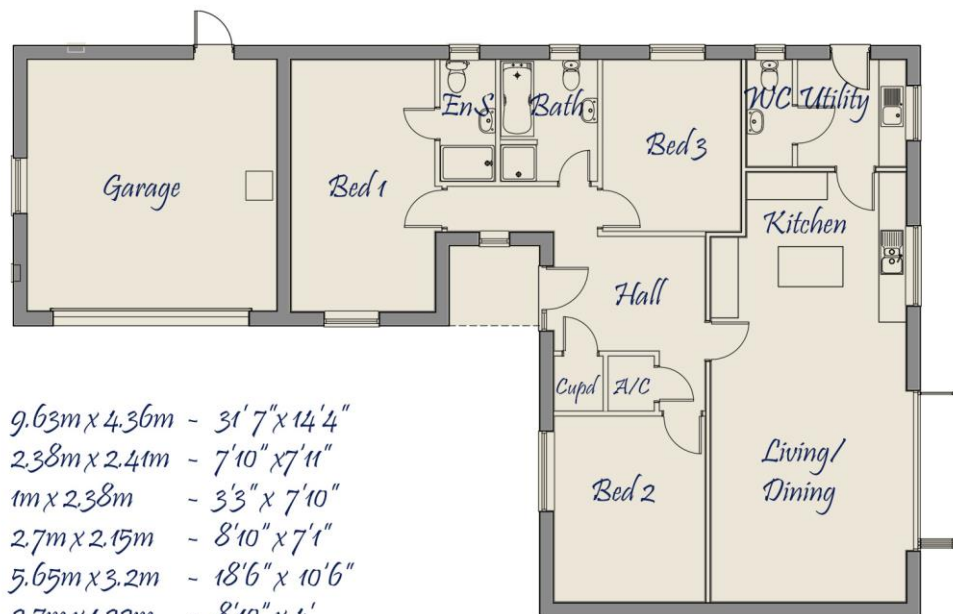 EnS
Bath
WC
Utility
Bed 3
Garage
Bed 1
Kitchen
Hall
Cupd
A/C
Living/
Dining
Bed 2
9.63m x 4.36m - 31' 7" x 14'4"
2.38m x 2.41m - 7'10" x 7'11"
1m x 2.38m - 3'3" x 7'10"
2.7m x 2.15m - 8'10" x 7'1"
5.65m x 3.2m - 18'6" x 10'6"